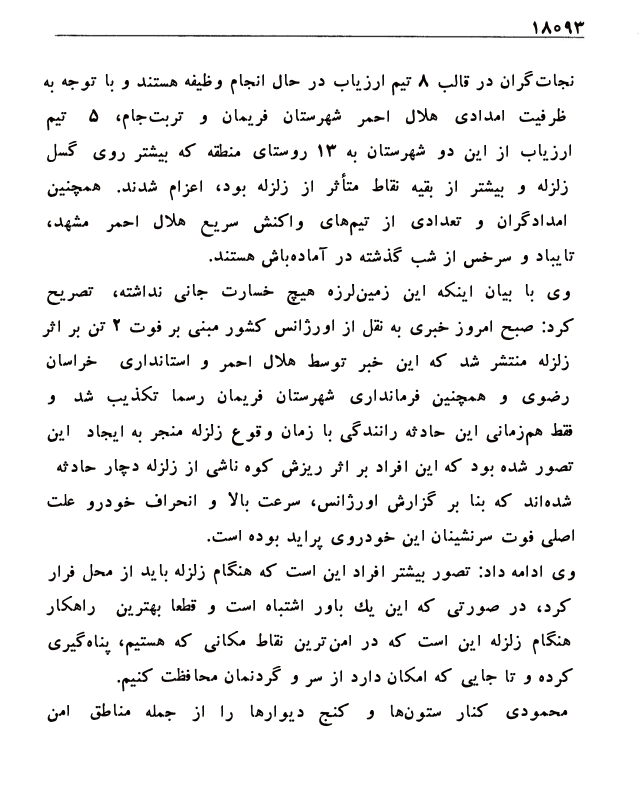 ۱۸۰۹۳
نجات‌گران در قالب ۸ تیم ارزیاب در حال انجام وظیفه هستند و با توجه به
ظرفیت امدادی هلال احمر شهرستان فریمان و تربت‌جام، ۵ تیم
ارزیاب از این دو شهرستان به ۱۳ روستای منطقه که بیشتر روی گسل
زلزله و بیشتر از بقیه نقاط متأثر از زلزله بود، اعزام شدند. همچنین
امدادگران و تعدادی از تیم‌های واکنش سریع هلال احمر مشهد،
تایباد و سرخس از شب گذشته در آماده‌باش هستند.
وی با بیان اینکه این زمین‌لرزه هیچ خسارت جانی نداشته، تصریح
کرد: صبح امروز خبری به نقل از اورژانس کشور مبنی بر فوت ۲ تن بر اثر
زلزله منتشر شد که این خبر توسط هلال احمر و استانداری خراسان
رضوی و همچنین فرمانداری شهرستان فریمان رسما تکذیب شد و
فقط هم‌زمانی این حادثه رانندگی با زمان وقوع زلزله منجر به ایجاد این
تصور شده بود که این افراد بر اثر ریزش کوه ناشی از زلزله دچار حادثه
شده‌اند که بنا بر گزارش اورژانس، سرعت بالا و انحراف خودرو علت
اصلی فوت سرنشینان این خودروی پراید بوده است.
وی ادامه داد: تصور بیشتر افراد این است که هنگام زلزله باید از محل فرار
کرد، در صورتی که این یك باور اشتباه است و قطعا بهترین راهکار
هنگام زلزله این است که در امن‌ترین نقاط مکانی که هستیم، پناه‌گیری
کرده و تا جایی که امکان دارد از سر و گردنمان محافظت کنیم.
محمودی کنار ستون‌ها و کنج دیوارها را از جمله مناطق امن